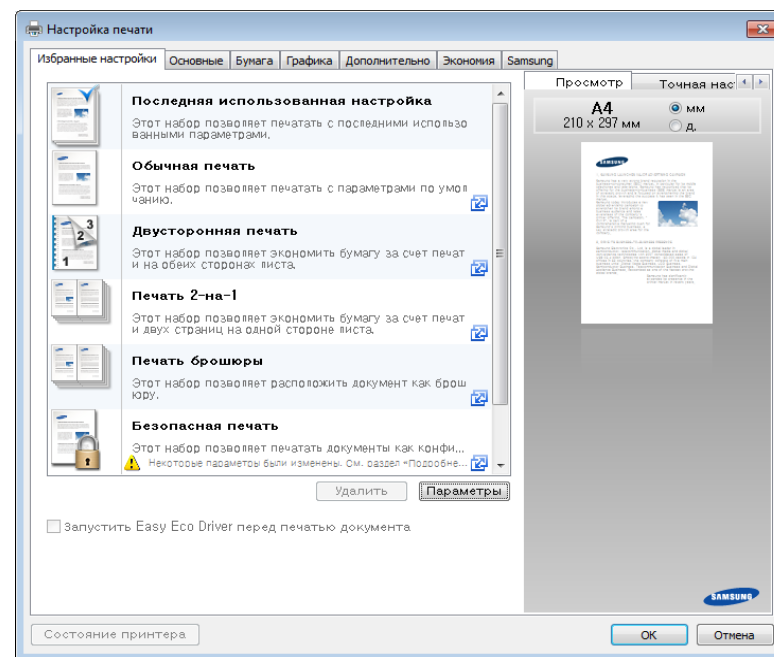 Настройка печати
Избранные настройки Основные Бумага Графика Дополнительно Экономия Samsung
Последняя использованная настройка
Этот набор позволяет печатать с последними использо
ванными параметрами.
Обычная печать
Этот набор позволяет печатать с параметрами по умол
чанию.
Двусторонняя печать
Этот набор позволяет экономить бумагу за счет печат
и на обеих сторонах листа.
Печать 2-на-1
Этот набор позволяет экономить бумагу за счет печат
и двух страниц на одной стороне листа.
Печать брошюры
Этот набор позволяет расположить документ как брош
юру.
Безопасная печать
Этот набор позволяет печатать документы как конфи...
Некоторые параметры были изменены. См. раздел "Подробне...
Удалить Параметры
Запустить Easy Eco Driver перед печатью документа
Просмотр Точная нас
A4
210 x 297 мм
мм
д.
SAMSUNG
Состояние принтера
OK Отмена